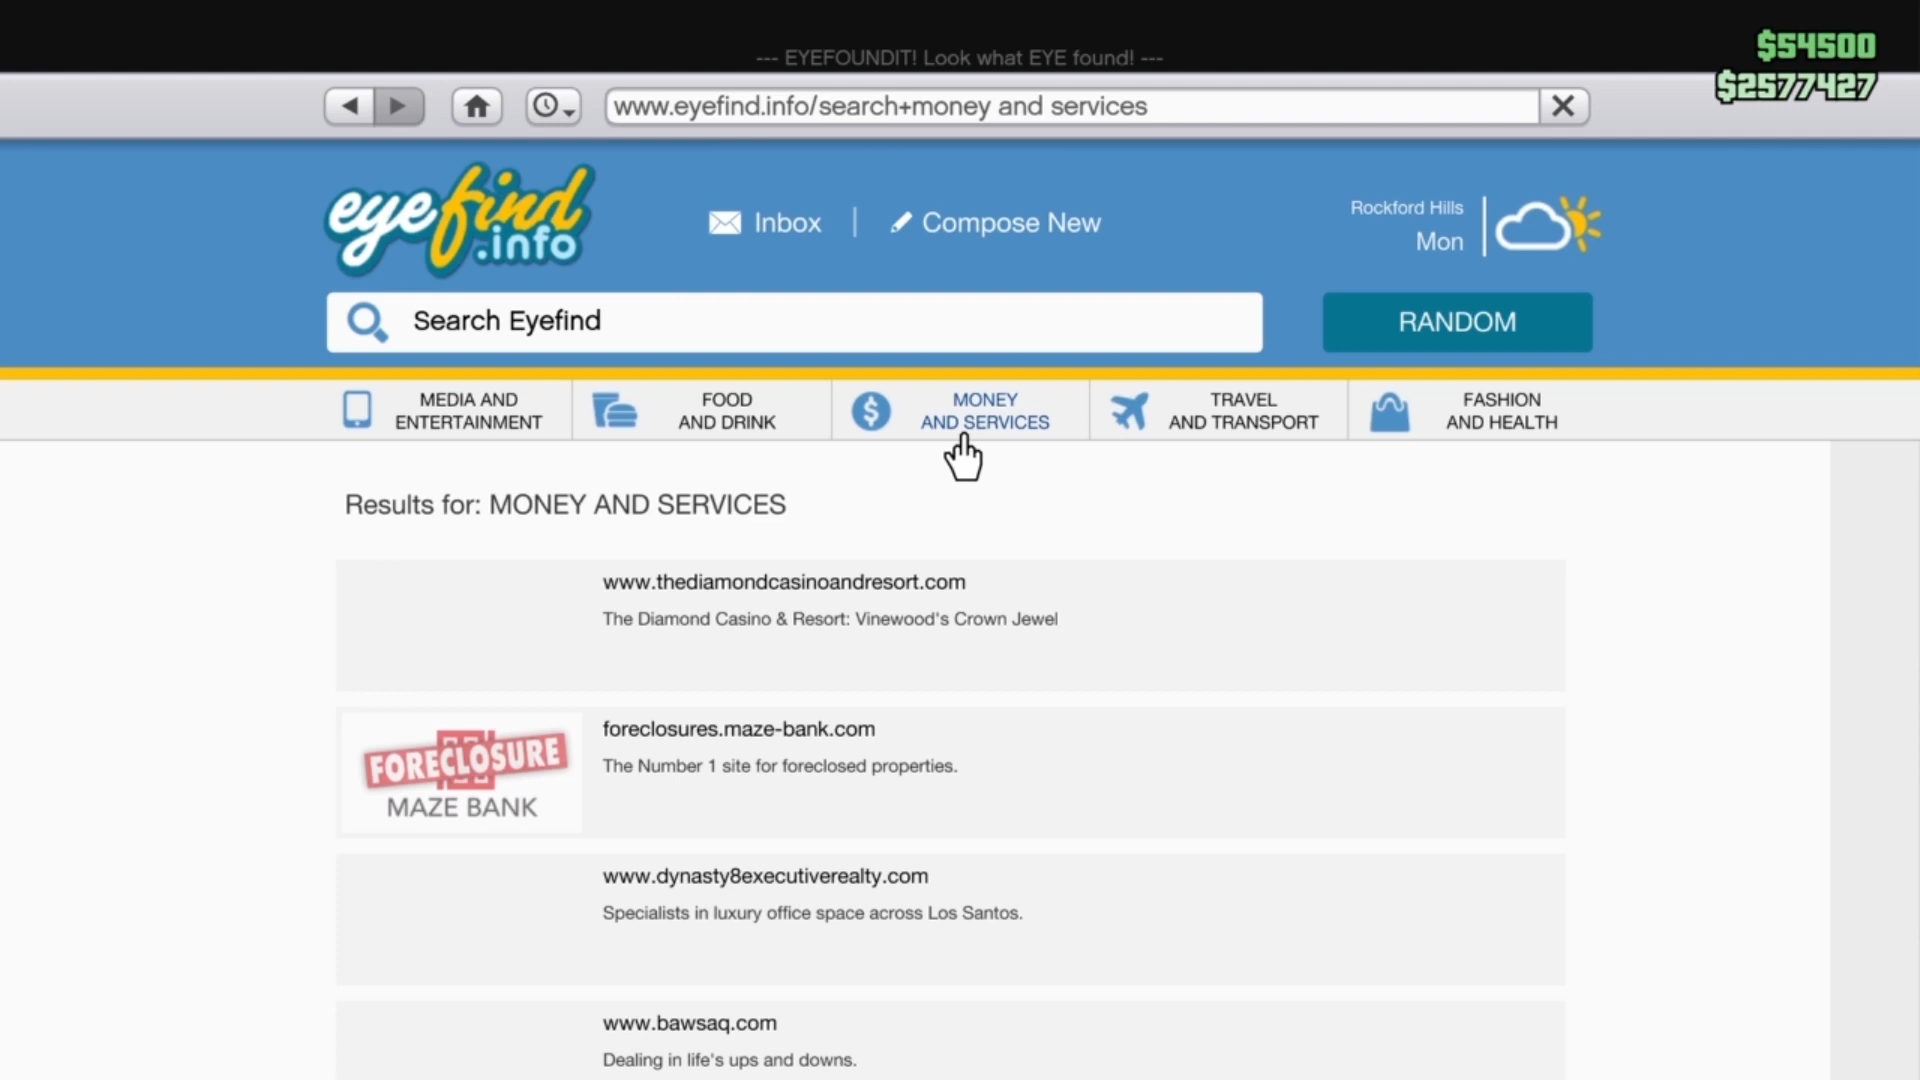 --- EYEFOUNDIT! Look what EYE found! ---
$54500
$2577427
www.eyefind.info/search+money and services
eyefind
.info
Inbox
Compose New
Rockford Hills
Mon
Search Eyefind
RANDOM
MEDIA AND
ENTERTAINMENT
FOOD
AND DRINK
MONEY
AND SERVICES
TRAVEL
AND TRANSPORT
FASHION
AND HEALTH
Results for: MONEY AND SERVICES
www.thediamondcasinoandresort.com
The Diamond Casino & Resort: Vinewood's Crown Jewel
FORECLOSURE
MAZE BANK
foreclosures.maze-bank.com
The Number 1 site for foreclosed properties.
www.dynasty8executiverealty.com
Specialists in luxury office space across Los Santos.
www.bawsaq.com
Dealing in life's ups and downs.